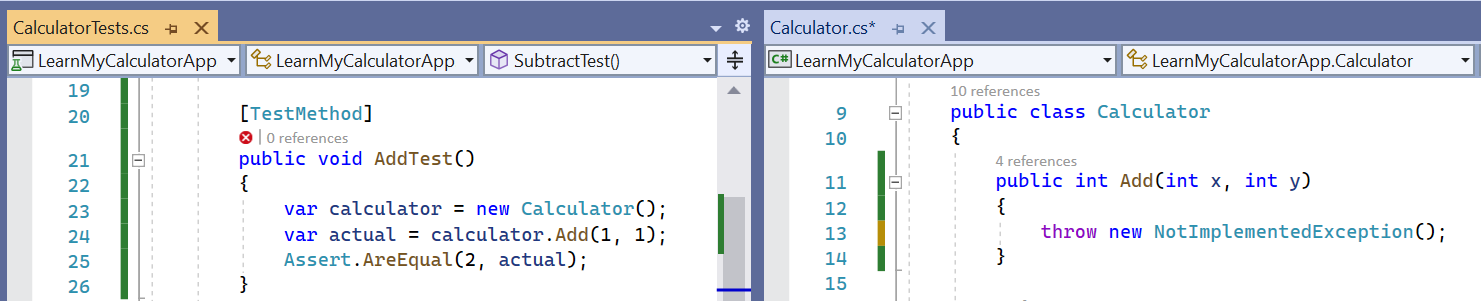 CalculatorTests.cs
LearnMyCalculatorApp
LearnMyCalculatorApp
SubtractTest()
19
20 [TestMethod]
0 references
21 public void AddTest()
22 {
23 var calculator = new Calculator();
24 var actual = calculator.Add(1, 1);
25 Assert.AreEqual(2, actual);
26 }
Calculator.cs*
C# LearnMyCalculatorApp
LearnMyCalculatorApp.Calculator
10 references
9 public class Calculator
10 {
4 references
11 public int Add(int x, int y)
12 {
13 throw new NotImplementedException();
14 }
15